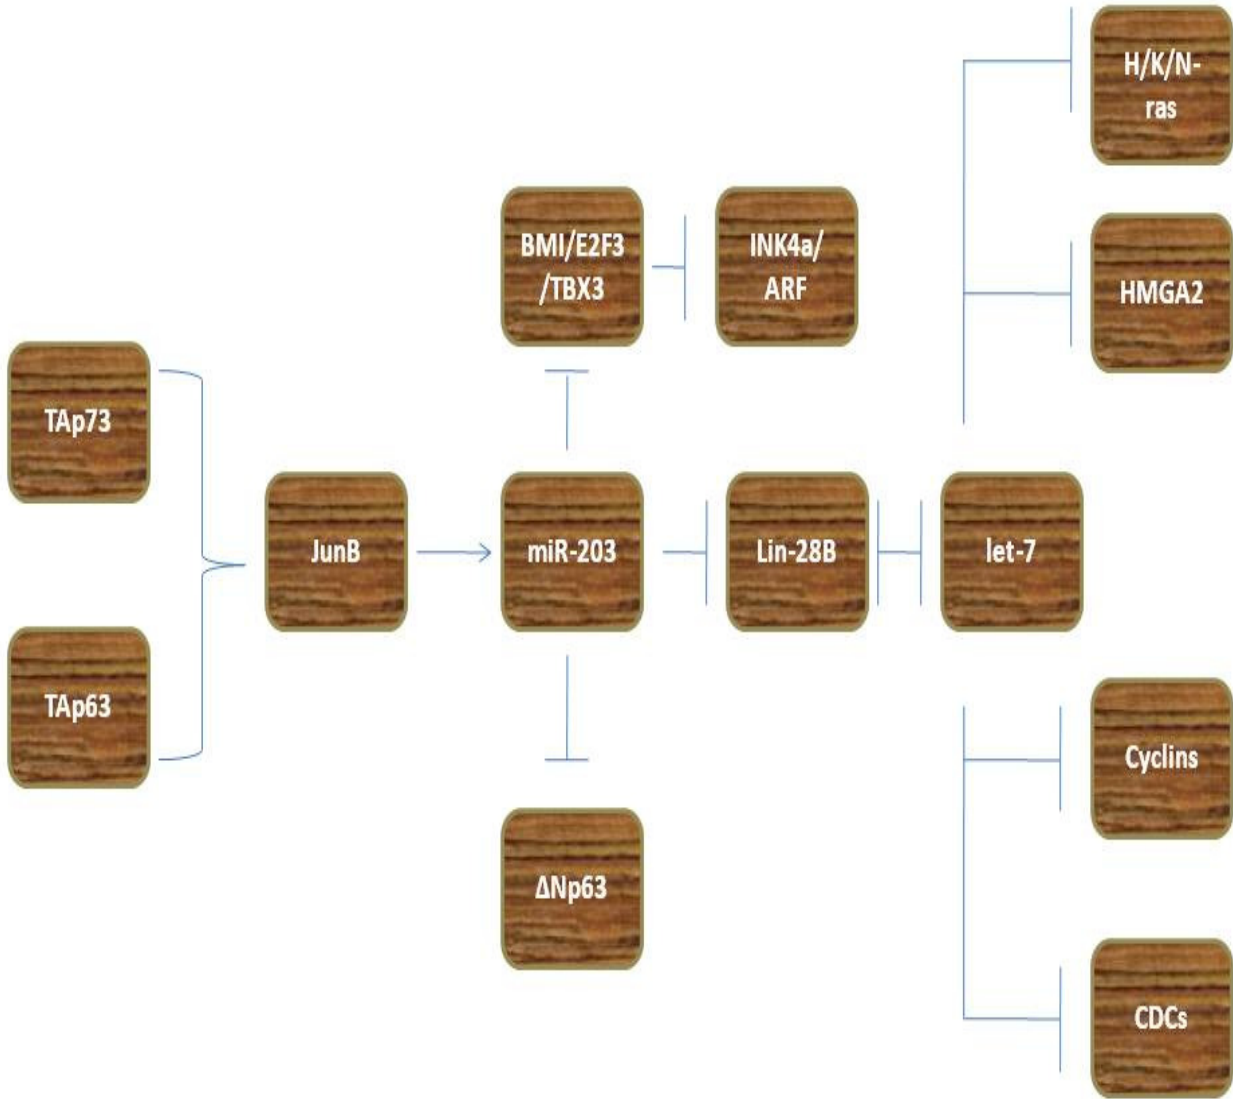 H/K/N-
ras
BMI/E2F3
/TBX3
INK4a/
ARF
HMGA2
TAp73
JunB
miR-203
Lin-28B
let-7
TAp63
Cyclins
ΔNp63
CDCs